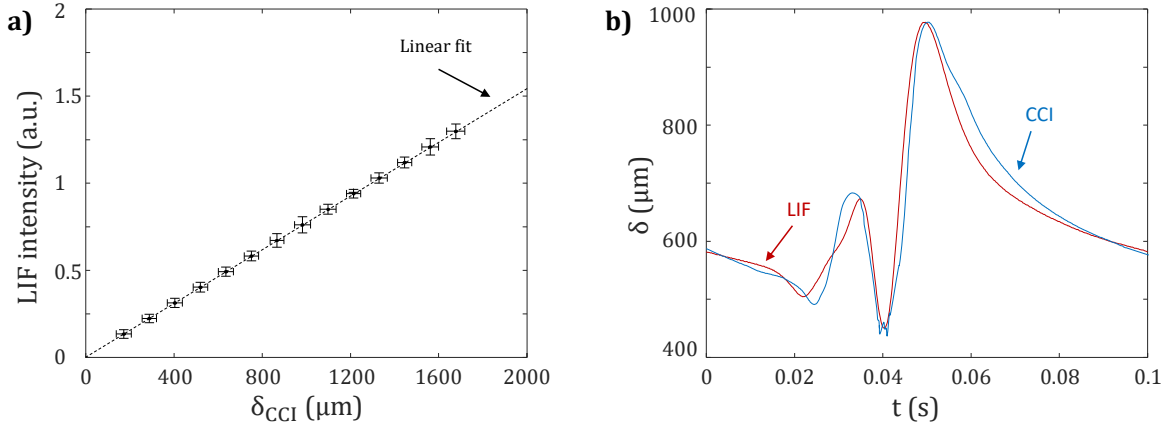 a)
LIF intensity (a.u.)
2
1.5
1
0.5
0
Linear fit
0 400 800 1200 1600 2000
δCCI (μm)
b)
δ (μm)
1000
800
600
400
CCI
LIF
0 0.02 0.04 0.06 0.08 0.1
t (s)